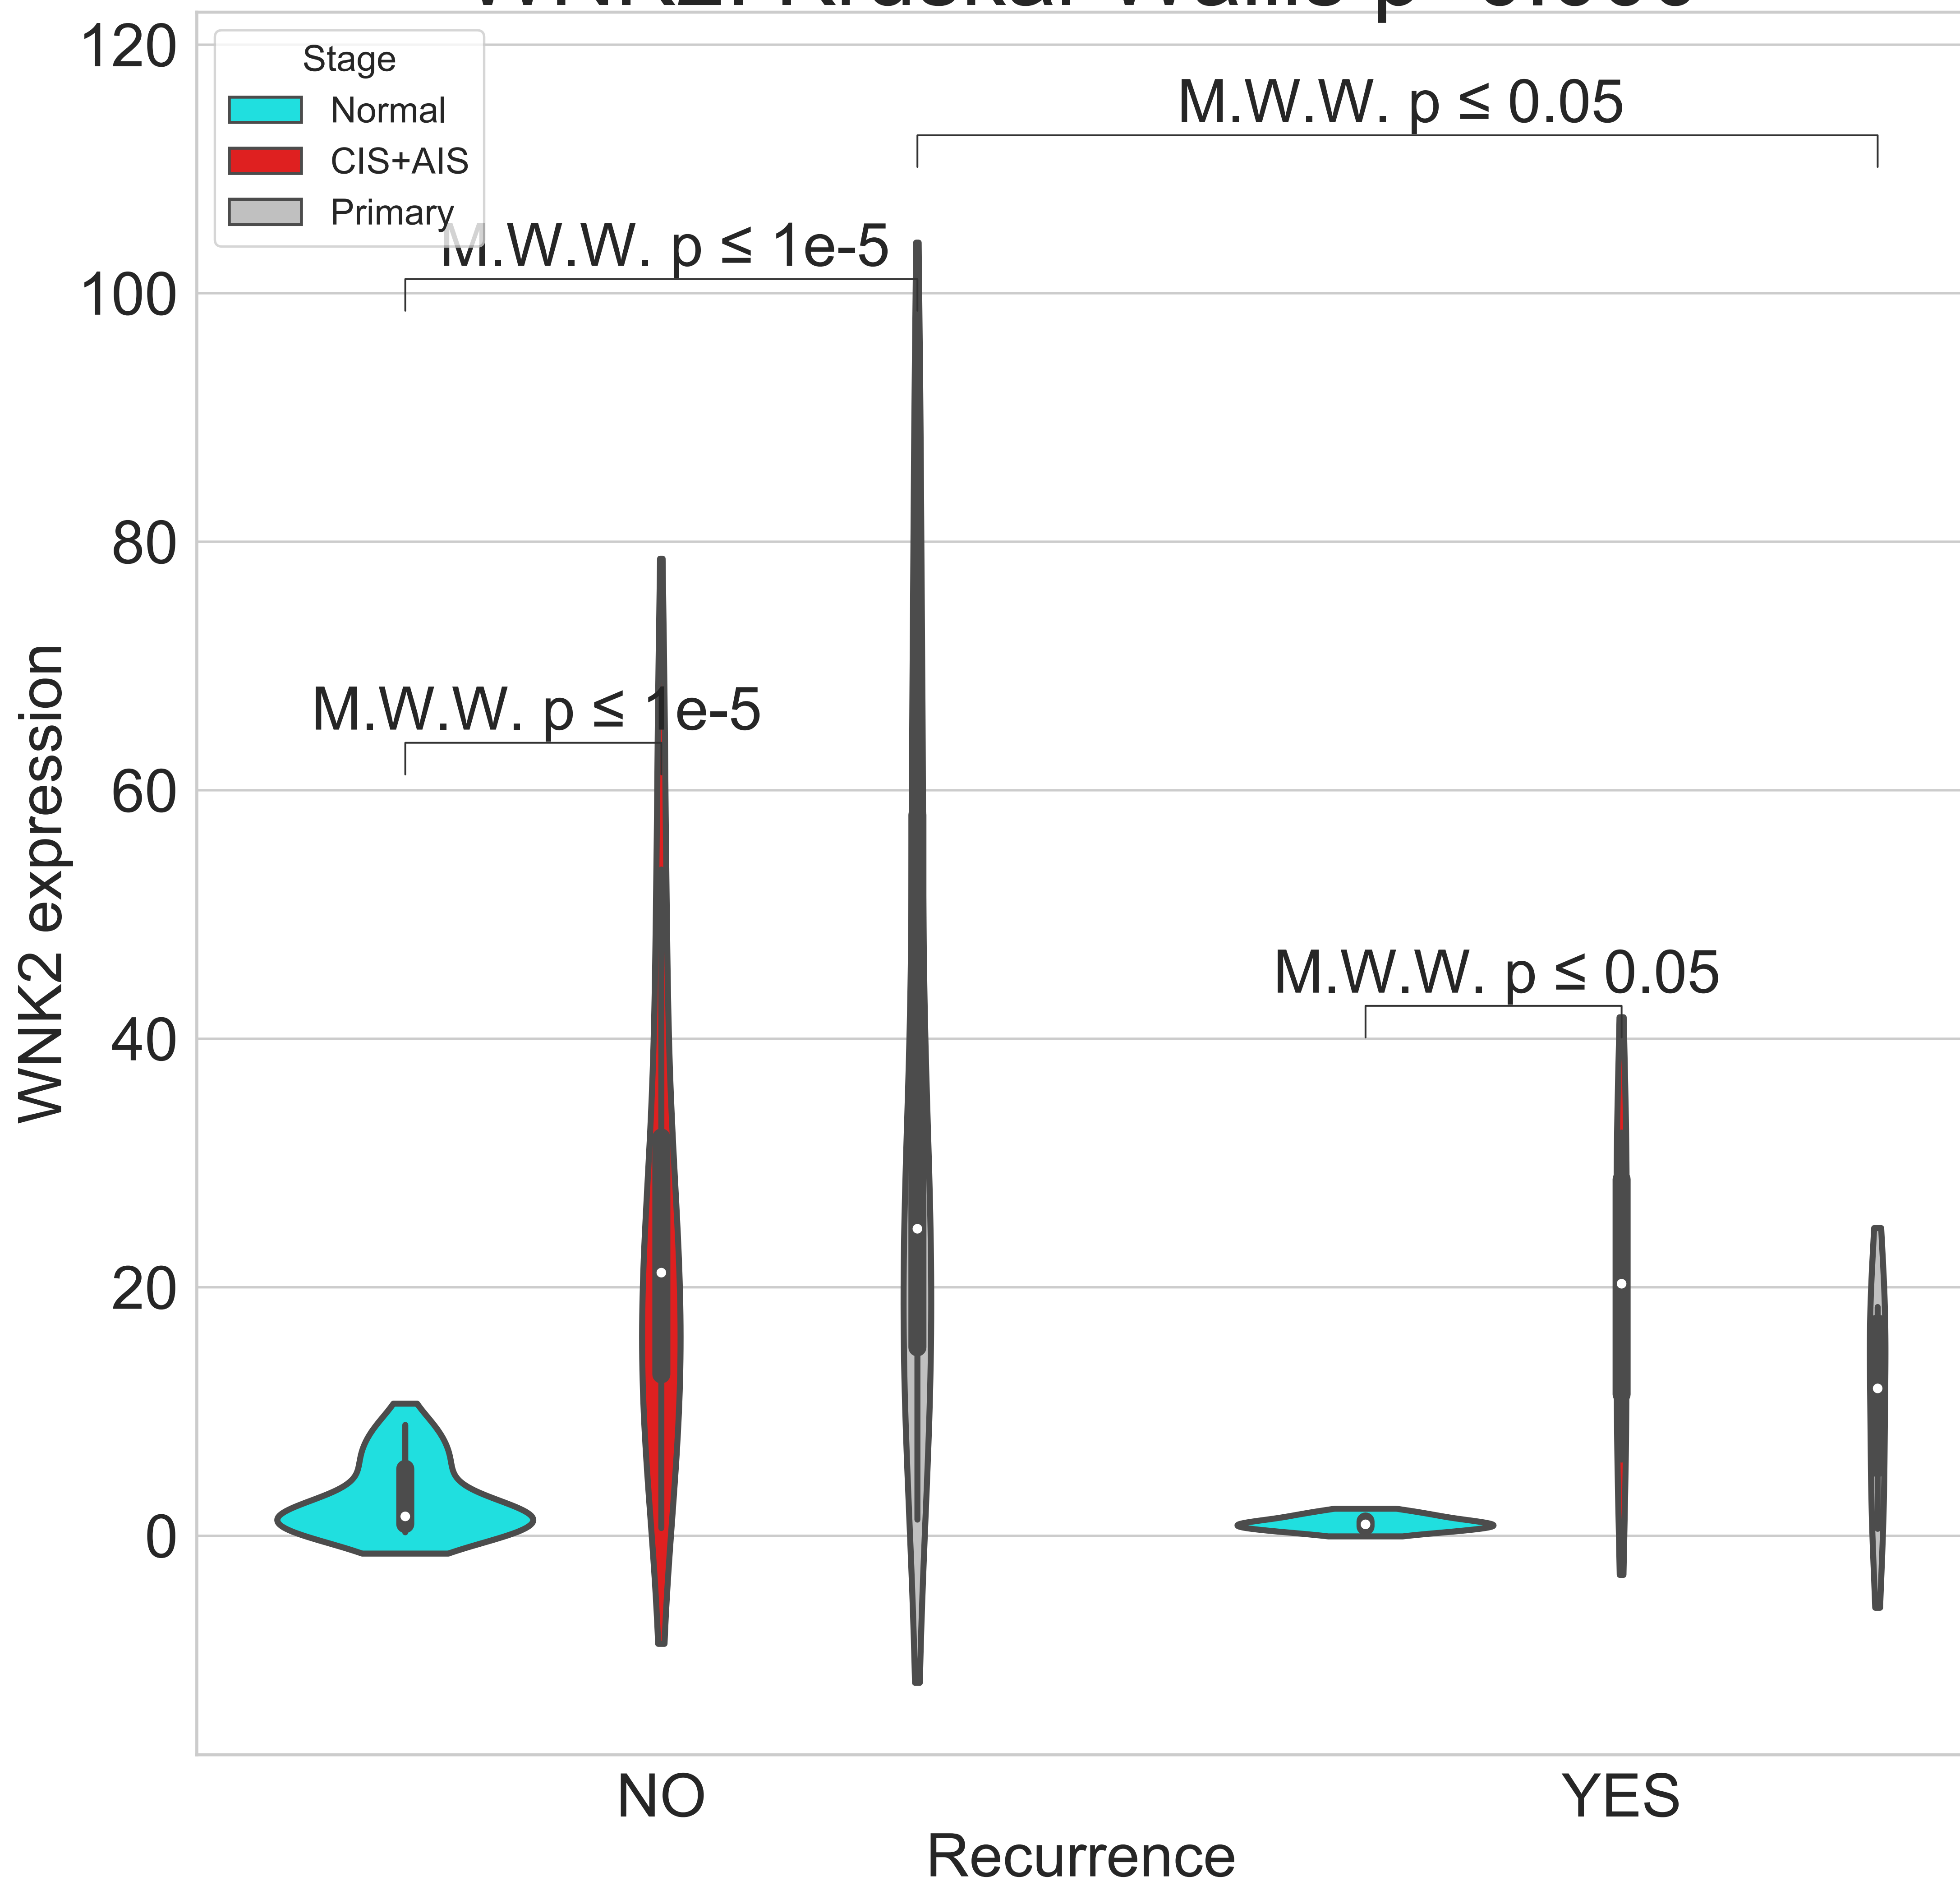 120
Stage
Normal
CIS+AIS
Primary
M.W.W. p ≤ 0.05
M.W.W. p ≤ 1e-5
100
80
M.W.W. p ≤ 1e-5
60
WNK2 expression
M.W.W. p ≤ 0.05
40
20
0
NO
YES
Recurrence